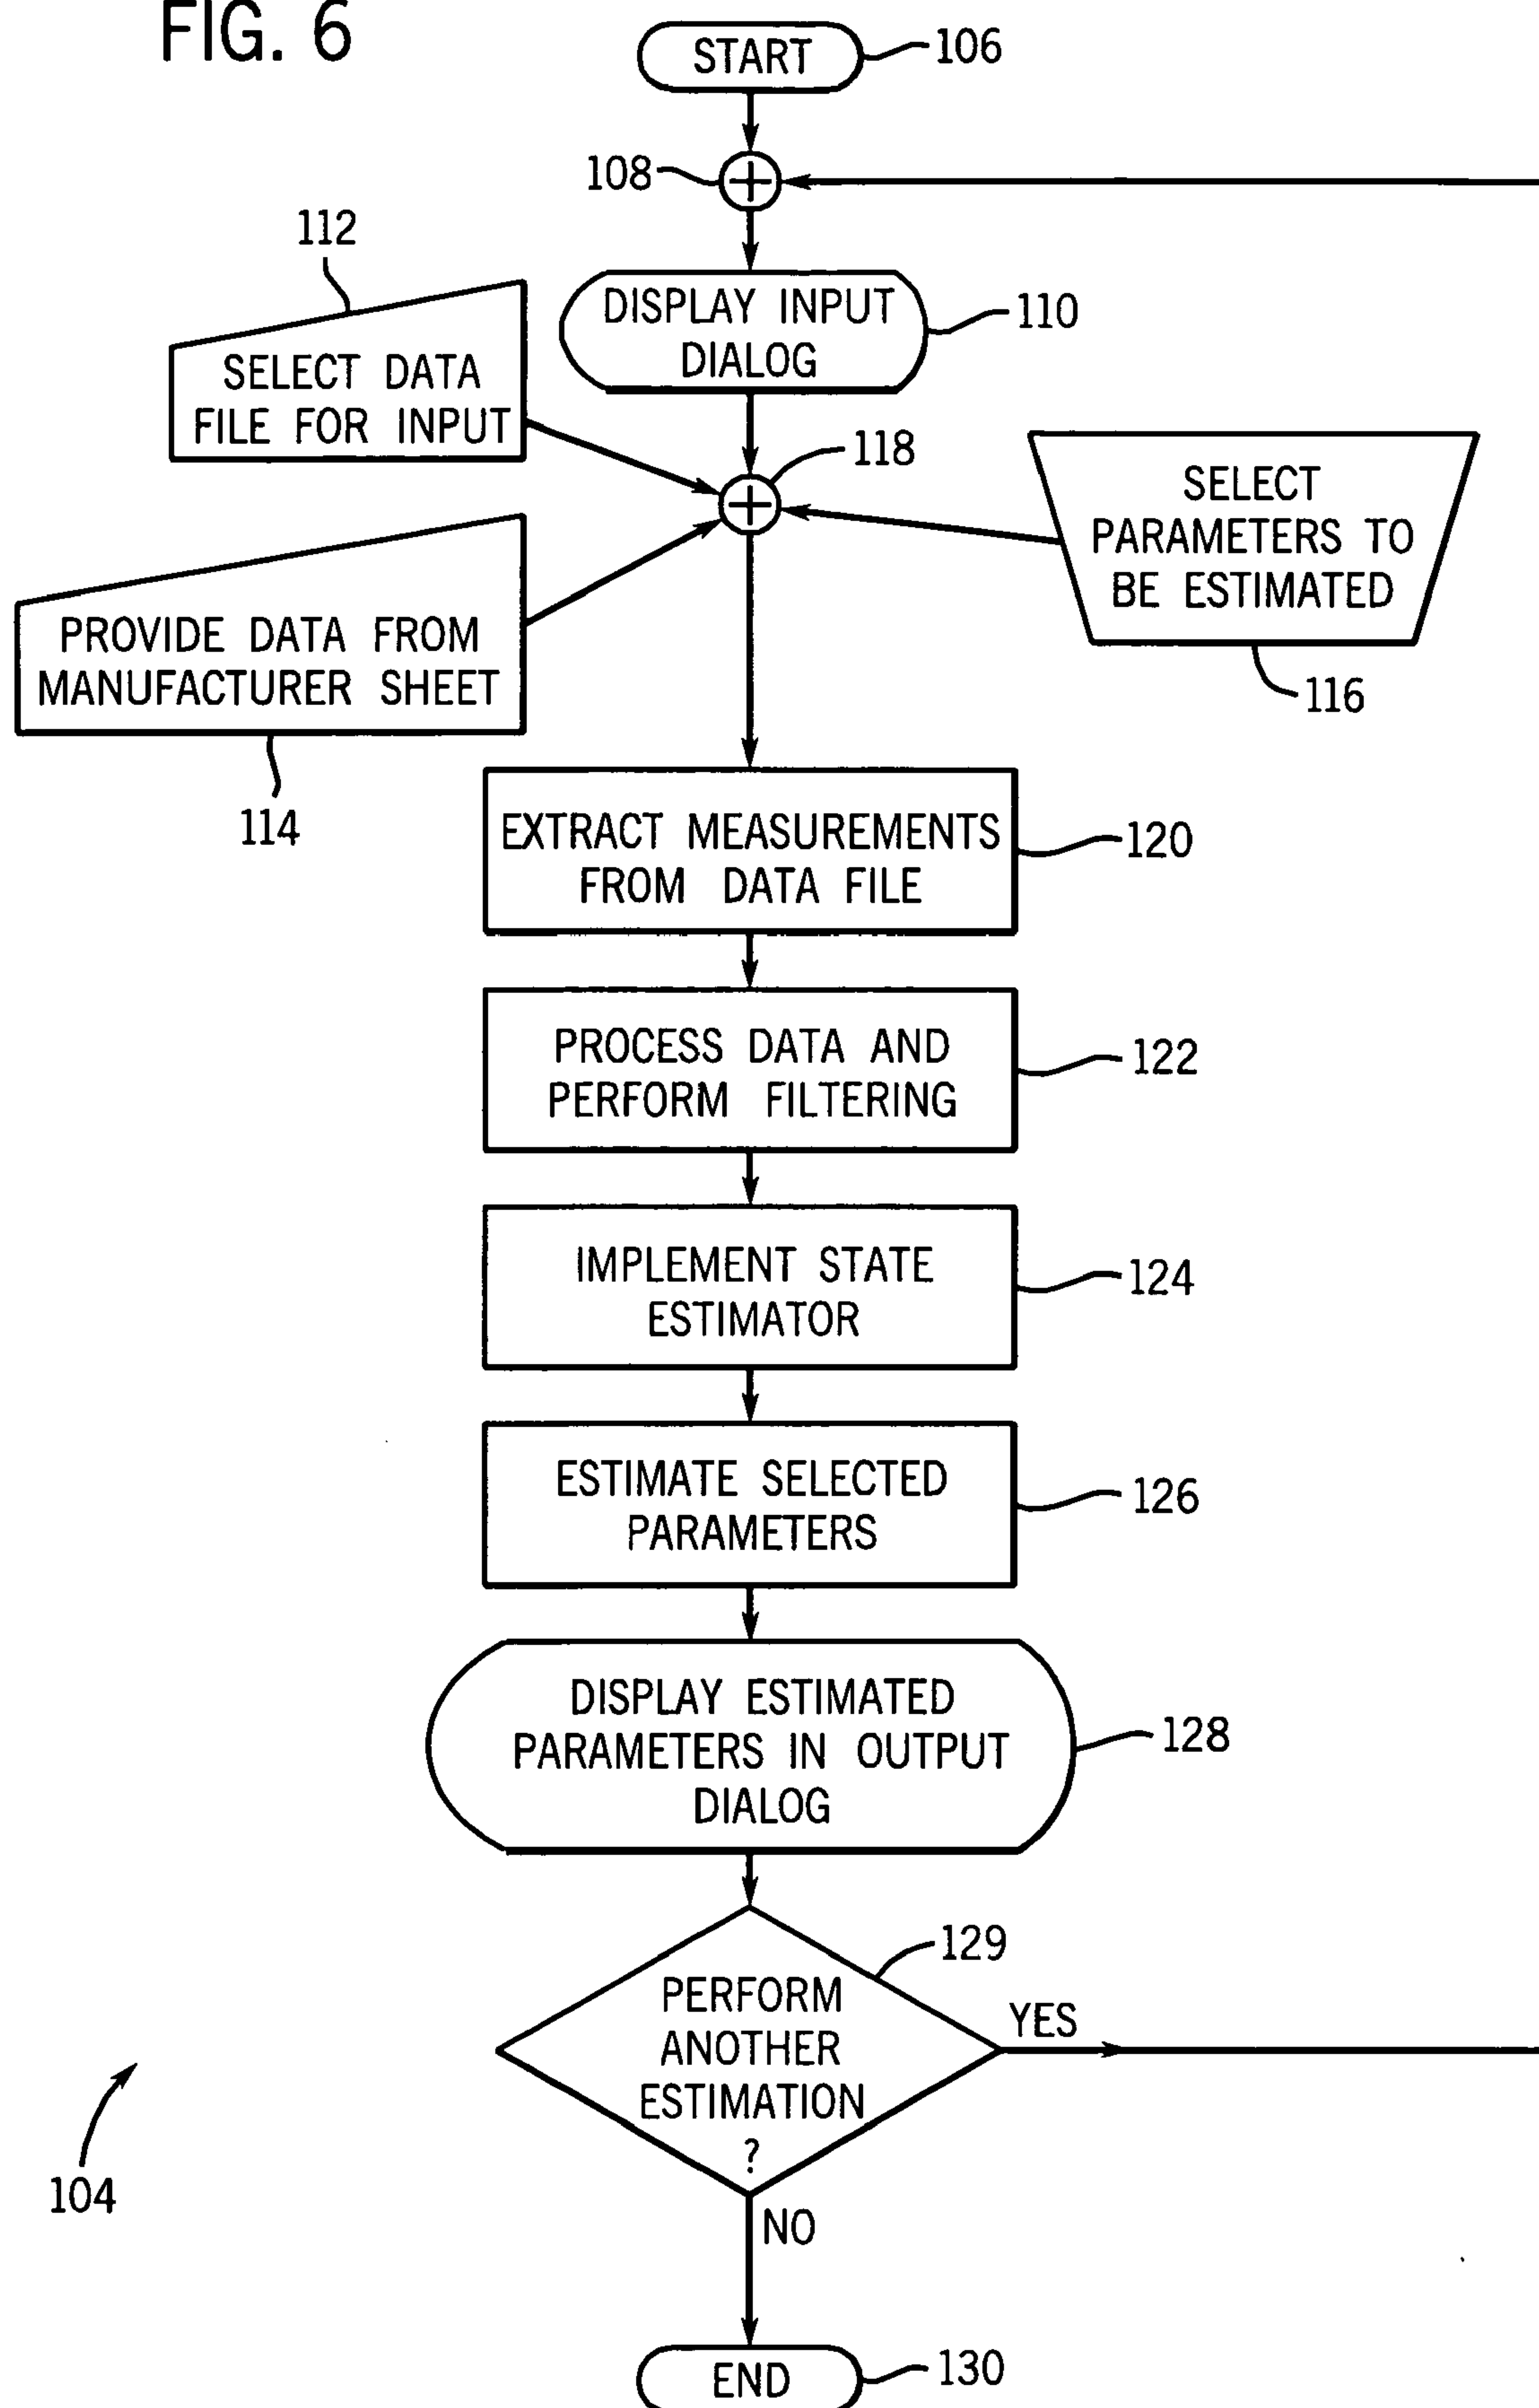 FIG. 6
START
106
108
112
DISPLAY INPUT
DIALOG
110
SELECT DATA
FILE FOR INPUT
118
SELECT
PARAMETERS TO
BE ESTIMATED
116
PROVIDE DATA FROM
MANUFACTURER SHEET
114
EXTRACT MEASUREMENTS
FROM DATA FILE
120
PROCESS DATA AND
PERFORM FILTERING
122
IMPLEMENT STATE
ESTIMATOR
124
ESTIMATE SELECTED
PARAMETERS
126
DISPLAY ESTIMATED
PARAMETERS IN OUTPUT
DIALOG
128
129
PERFORM
ANOTHER
ESTIMATION
?
YES
104
NO
END
130